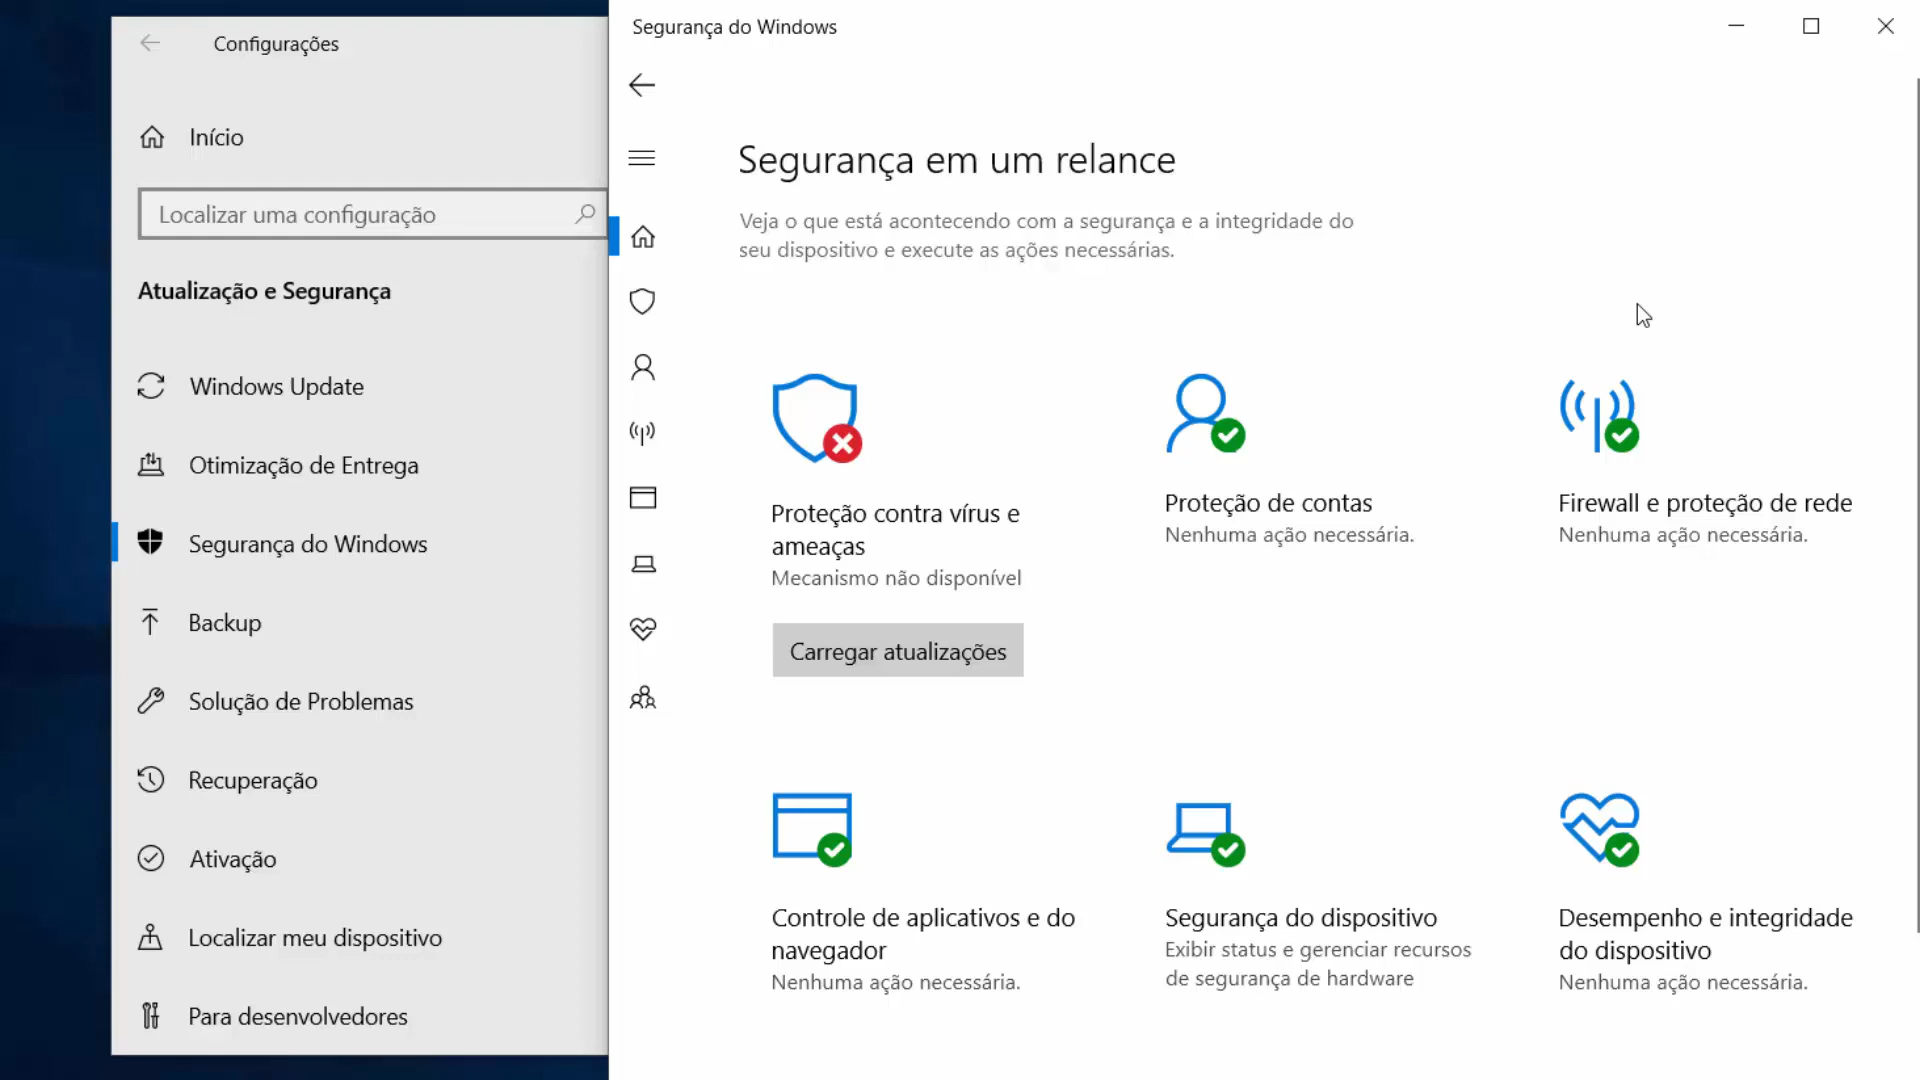 Configurações
Início
Localizar uma configuração
Atualização e Segurança
Windows Update
Otimização de Entrega
Segurança do Windows
Backup
Solução de Problemas
Recuperação
Ativação
Localizar meu dispositivo
Para desenvolvedores
Segurança do Windows
Segurança em um relance
Veja o que está acontecendo com a segurança e a integridade do
seu dispositivo e execute as ações necessárias.
Proteção contra vírus e
ameaças
Mecanismo não disponível
Carregar atualizações
Proteção de contas
Nenhuma ação necessária.
Firewall e proteção de rede
Nenhuma ação necessária.
Controle de aplicativos e do
navegador
Nenhuma ação necessária.
Segurança do dispositivo
Exibir status e gerenciar recursos
de segurança de hardware
Desempenho e integridade
do dispositivo
Nenhuma ação necessária.